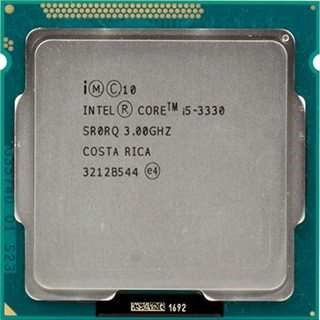 i Ⓜ Ⓒ 10
INTEL® CORE™ i5-3330
SR0RQ 3.00GHZ
COSTA RICA
3212B544 e4
1692